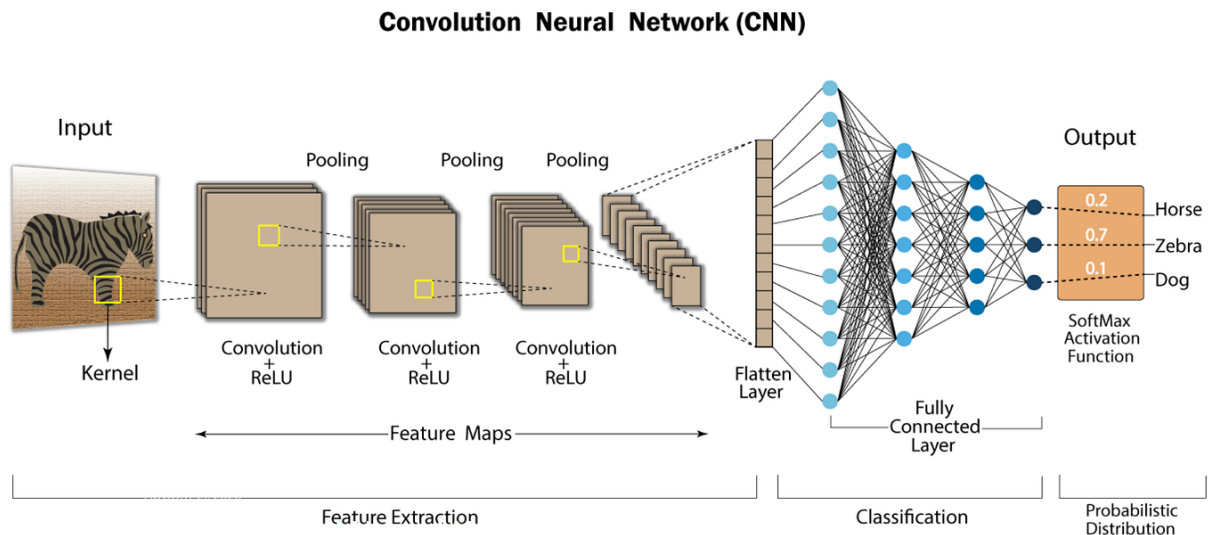 Convolution Neural Network (CNN)
Input
Pooling
Pooling
Pooling
Output
0.2
Horse
0.7
Zebra
0.1
Dog
SoftMax
Activation
Function
Kernel
Convolution
+
ReLU
Convolution
+
ReLU
Convolution
+
ReLU
Flatten
Layer
Fully
Connected
Layer
Feature Maps
Feature Extraction
Classification
Probabilistic
Distribution